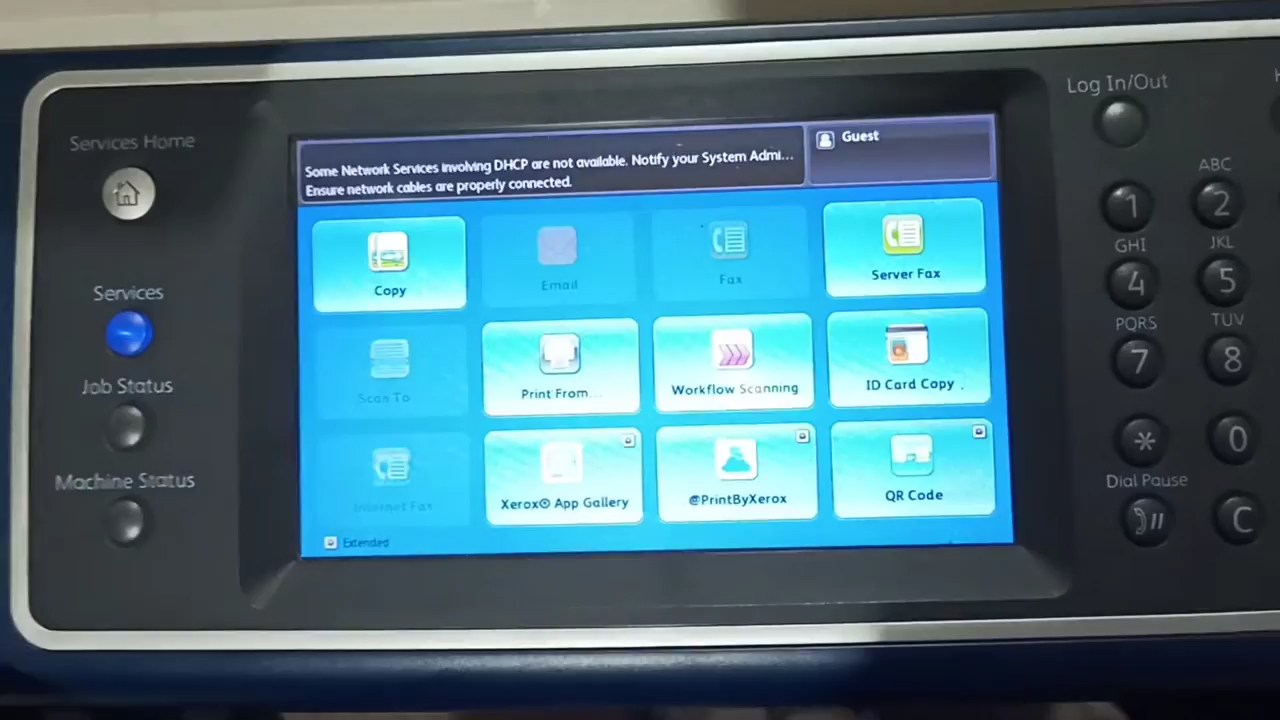 Log In/Out
Services Home
Some Network Services involving DHCP are not available. Notify your System Admi...
Ensure network cables are properly connected.
Guest
ABC
1
2
GHI
JKL
Copy
Email
Fax
Server Fax
4
5
Services
PQRS
TUV
Scan To
Print From...
Workflow Scanning
ID Card Copy .
7
8
Job Status
*
0
Machine Status
Internet Fax
Xerox® App Gallery
@PrintByXerox
QR Code
Dial Pause
C
Extended